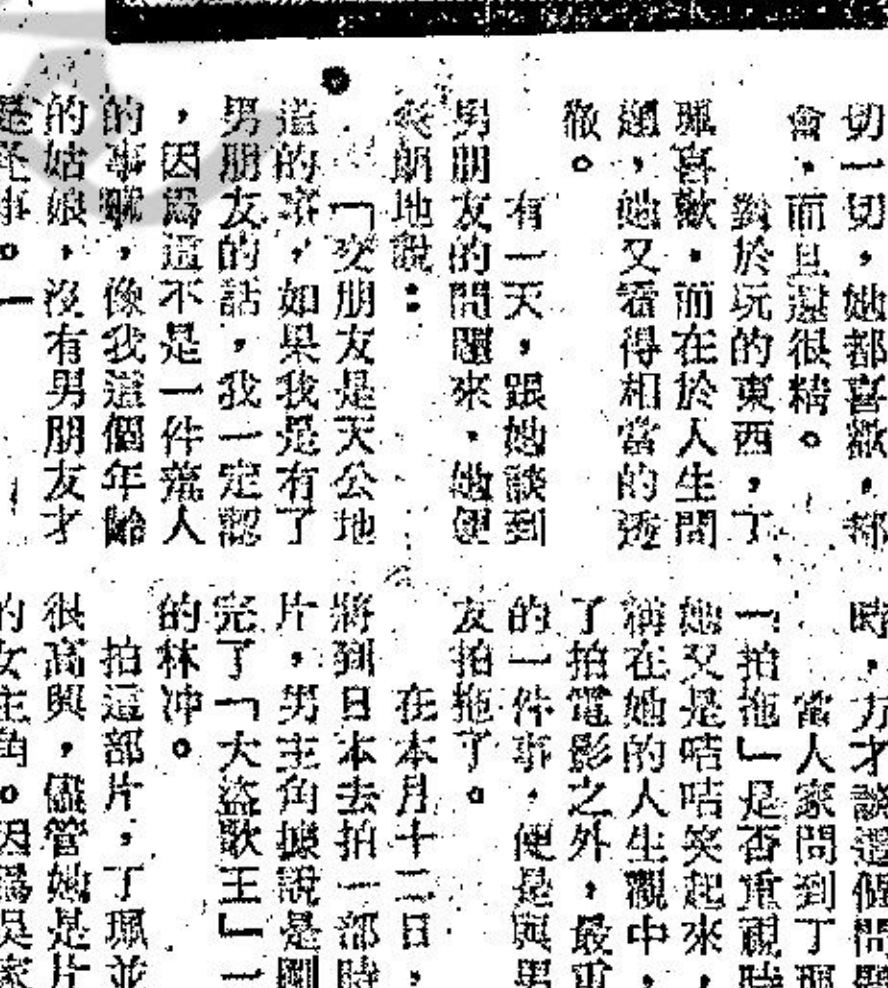 切一切，她都喜歡，都
會，而且還很精。
對於玩的東西，丁
珮喜歡，而在於人生問
題，她又看得相當的透
徹。
有一天，跟她談到
男朋友的問題來，她便
爽朗地說：
「交朋友是天公地
道的事，如果我是有了
男朋友的話，我一定認
，因爲這不是一件荒人
的事嘛，像我這個年齡
的姑娘，沒有男朋友才
是 事。」
時，方才談這個問題
當人家問到丁珮
「拍拖」是否重視時
她又是咭咭笑起來，
稱在她的人生觀中，
了拍電影之外，最重
的一件事，便是與男
友拍拖了。
在本月十二日，
將到日本去拍一部時
片，男主角據說是剛
完了「大盜歌王」一
的林冲。
拍這部片，丁珮並
很高興，儘管她是片
的女主角。因爲吳家